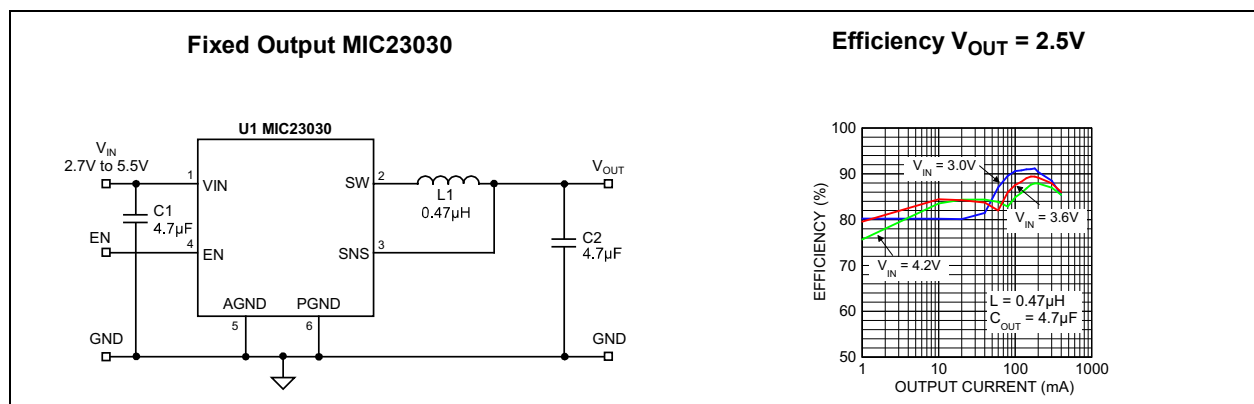 Fixed Output MIC23030
U1 MIC23030
VIN
2.7V to 5.5V
1
VIN
C1
4.7µF
EN
4
EN
SW
2
L1
0.47µH
SNS
3
VOUT
C2
4.7µF
AGND
PGND
5
6
GND
GND
Efficiency VOUT = 2.5V
EFFICIENCY (%)
100
90
80
70
60
50
VIN = 3.0V
VIN = 3.6V
VIN = 4.2V
L = 0.47µH
COUT = 4.7µF
1
10
100
1000
OUTPUT CURRENT (mA)